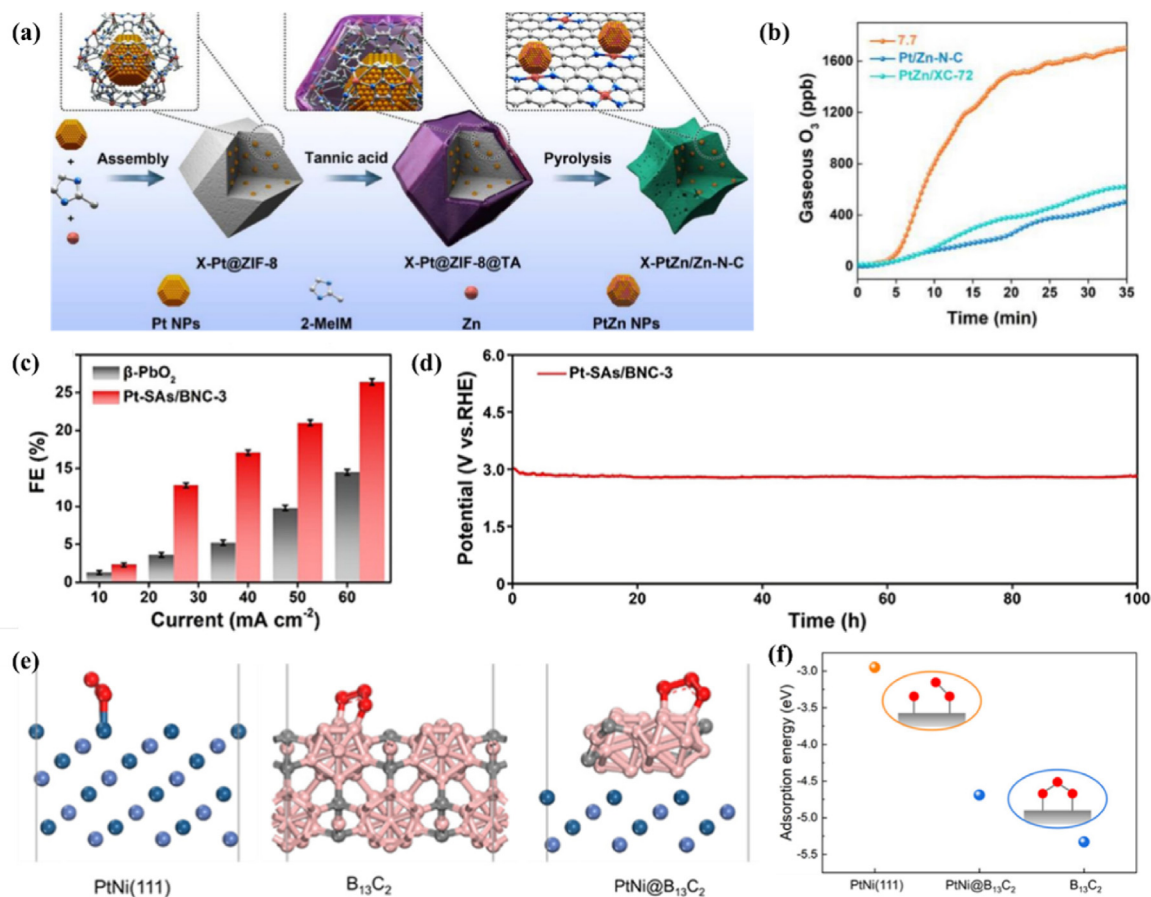 (a)
Assembly
Tannic acid
Pyrolysis
X-Pt@ZIF-8
X-Pt@ZIF-8@TA
X-PtZn/Zn-N-C
Pt NPs
2-MeIM
Zn
PtZn NPs
(b)
Gaseous O₃ (ppb)
1600
1200
800
400
0
7.7
Pt/Zn-N-C
PtZn/XC-72
0 5 10 15 20 25 30 35
Time (min)
(c)
FE (%)
25
20
15
10
5
0
β-PbO₂
Pt-SAs/BNC-3
10 20 30 40 50 60
Current (mA cm⁻²)
(d)
Potential (V vs.RHE)
6.0
4.5
3.0
1.5
0
Pt-SAs/BNC-3
0 20 40 60 80 100
Time (h)
(e)
PtNi(111)
B₁₃C₂
PtNi@B₁₃C₂
(f)
Adsorption energy (eV)
-3.0
-3.5
-4.0
-4.5
-5.0
-5.5
PtNi(111) PtNi@B₁₃C₂ B₁₃C₂